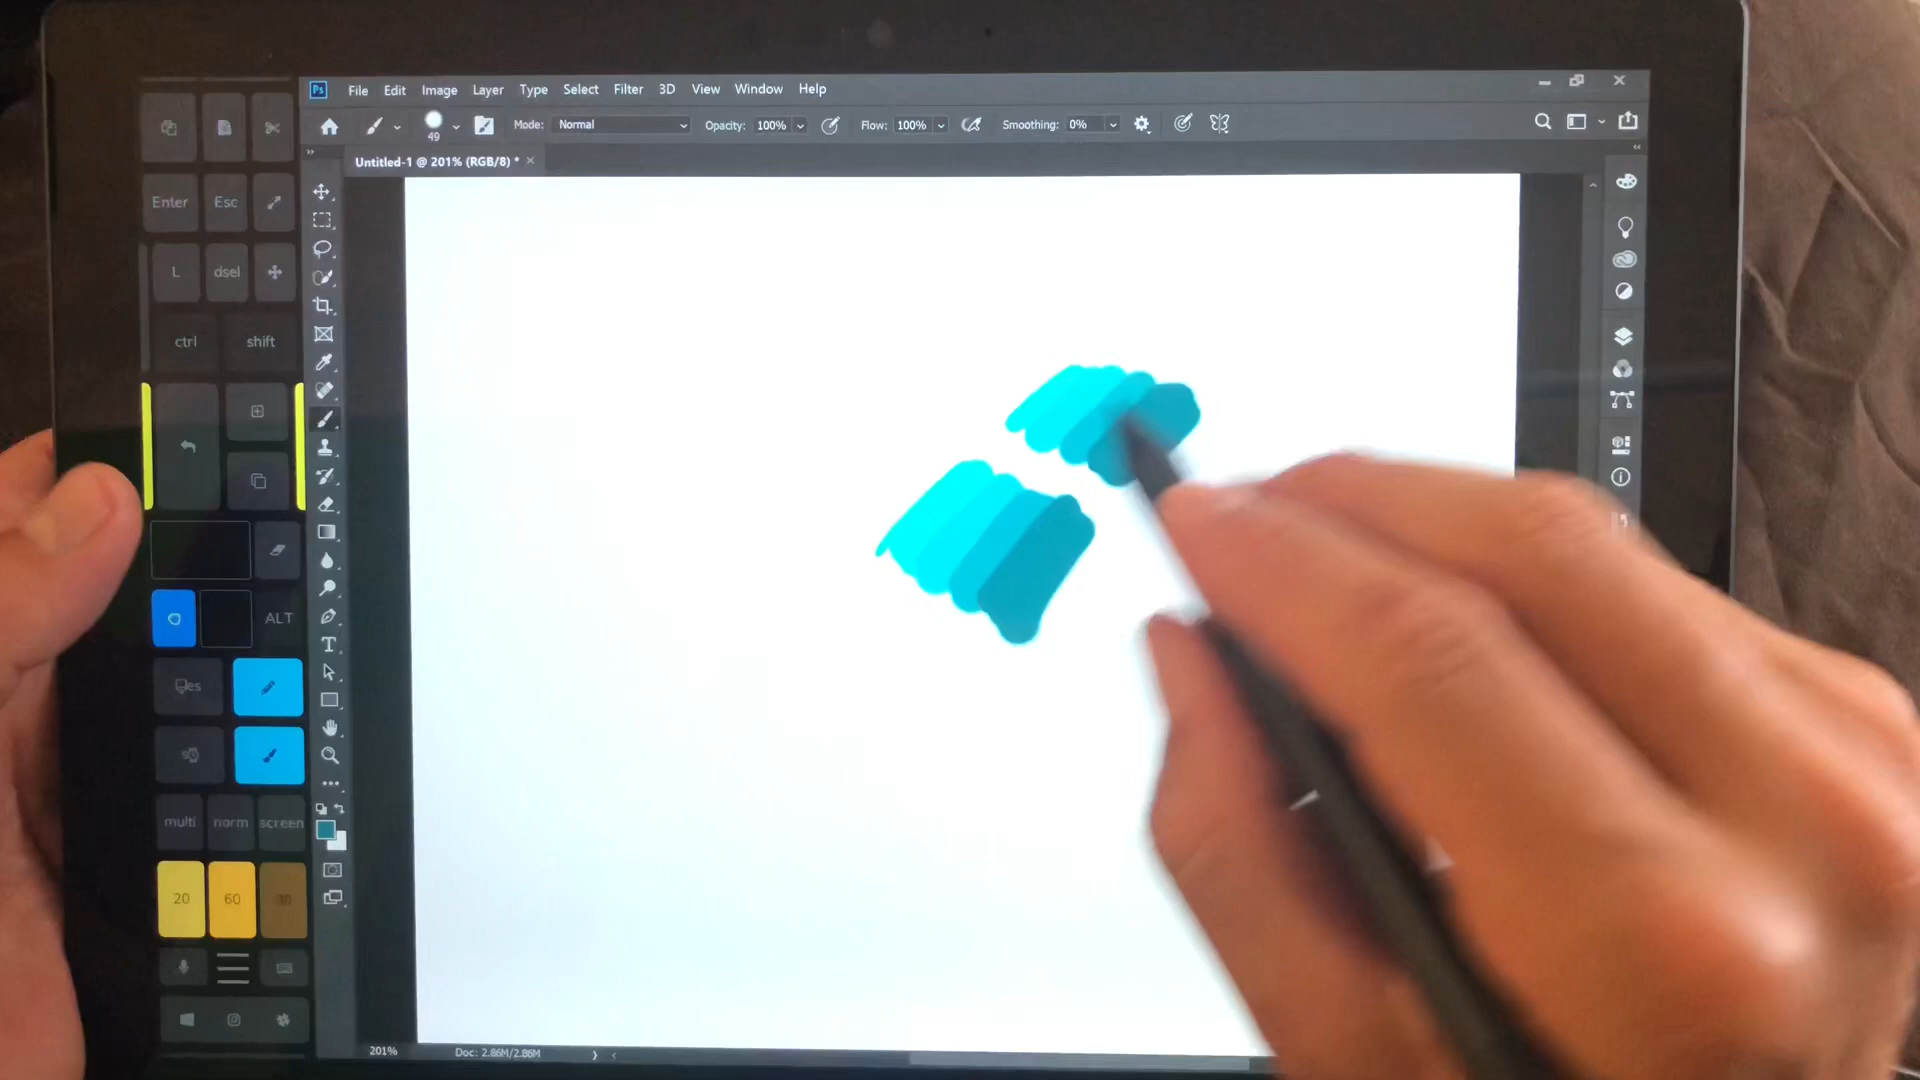 Ps File Edit Image Layer Type Select Filter 3D View Window Help
49 Mode: Normal Opacity: 100% Flow: 100% Smoothing: 0%
Untitled-1 @ 201% (RGB/8) *
Enter Esc
L dsel
ctrl shift
ALT
T
multi norm screen
20 60
201% Doc: 2.86M/2.86M